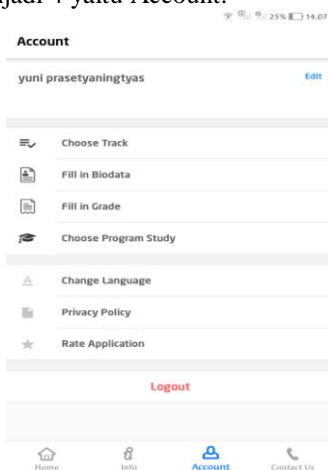 jadi 4 yaitu Account.
25% 14.07
Account
yuni prasetyaningtyas Edit
Choose Track
Fill in Biodata
Fill in Grade
Choose Program Study
Change Language
Privacy Policy
Rate Application
Logout
Home Info Account Contact Us